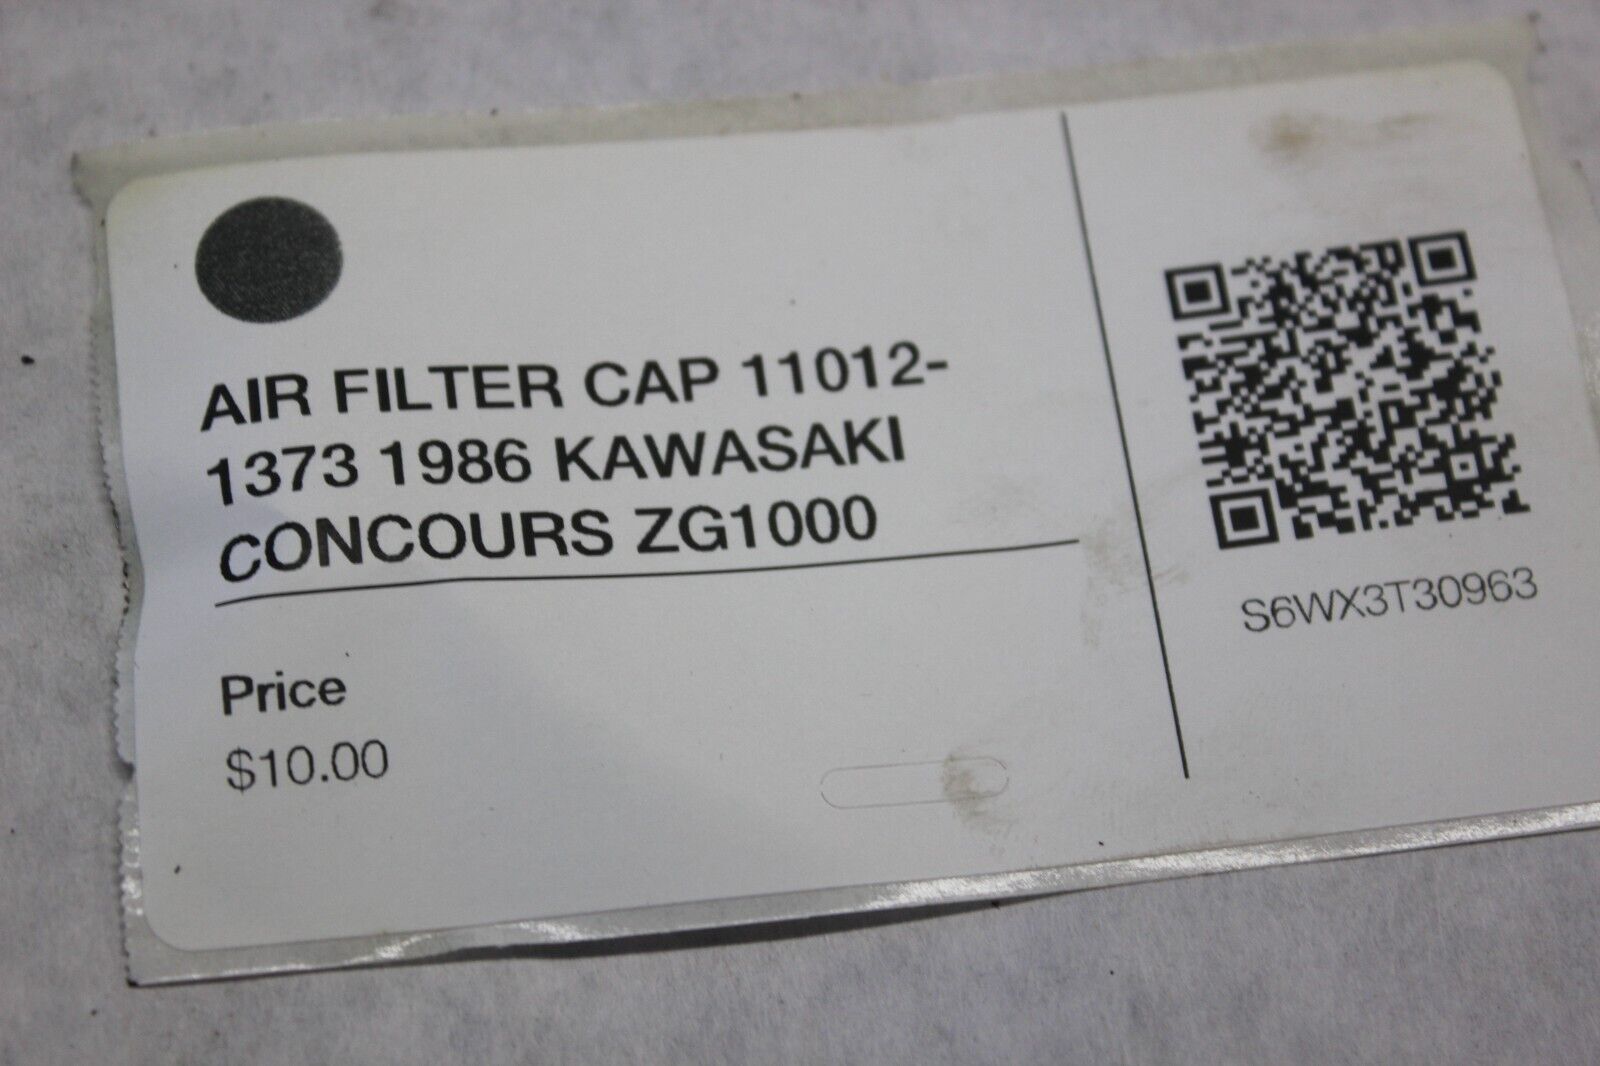 AIR FILTER CAP 11012-
1373 1986 KAWASAKI
CONCOURS ZG1000
Price
$10.00
S6WX3T30963